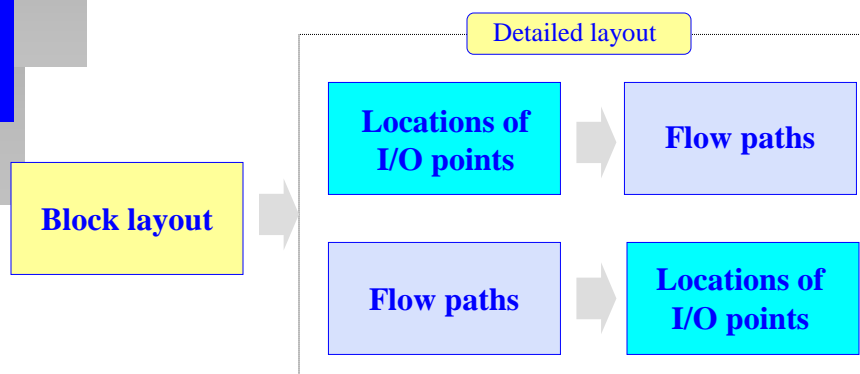 Detailed layout
Locations of
I/O points
Flow paths
Block layout
Flow paths
Locations of
I/O points